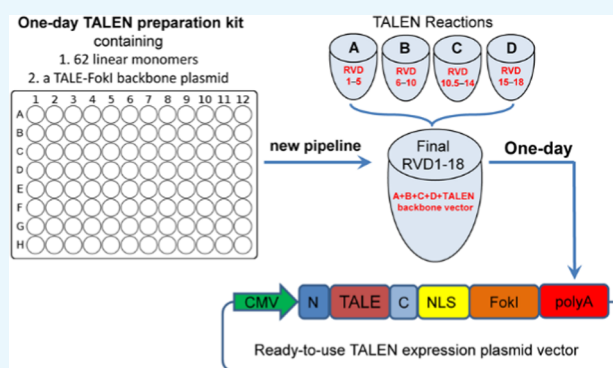 One-day TALEN preparation kit
containing
1. 62 linear monomers
2. a TALE-FokI backbone plasmid
1 2 3 4 5 6 7 8 9 10 11 12
A
B
C
D
E
F
G
H
new pipeline
TALEN Reactions
A B C D
RVD RVD RVD RVD
1–5 6–10 10.5–14 15–18
Final
RVD1-18
A+B+C+D+TALEN
backbone vector
One-day
CMV N TALE C NLS FokI polyA
Ready-to-use TALEN expression plasmid vector